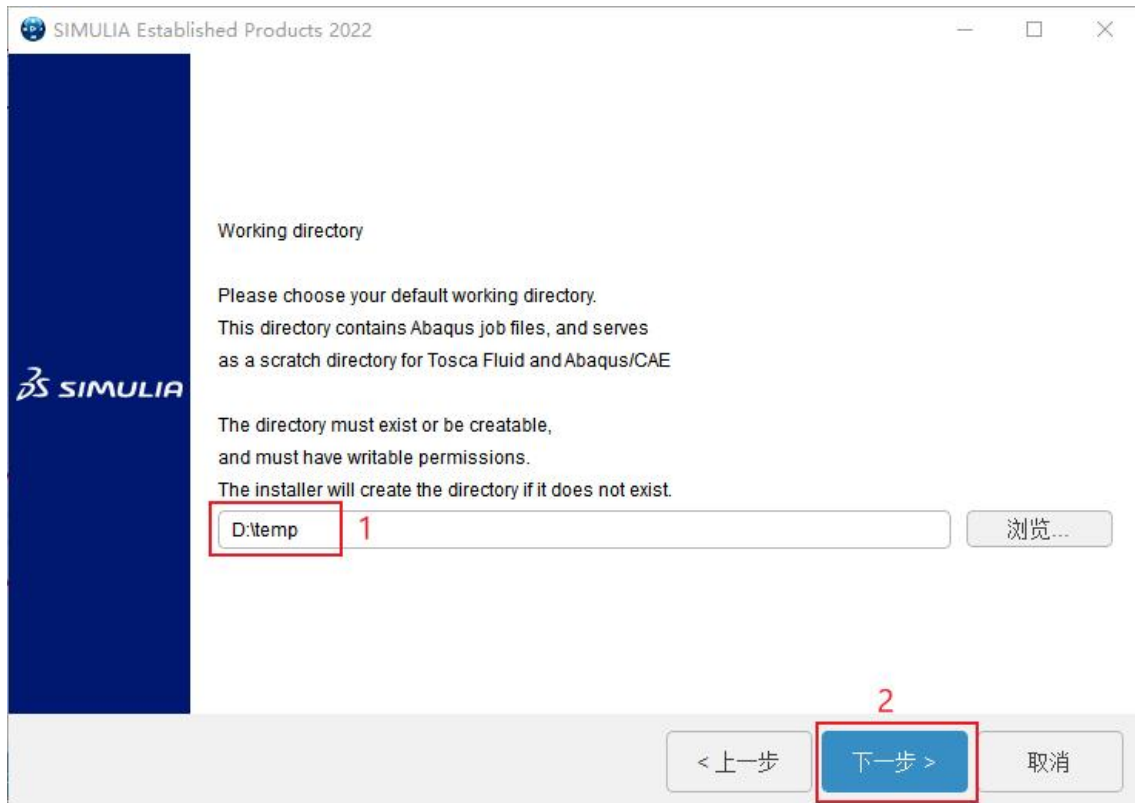 SIMULIA Established Products 2022
Working directory
Please choose your default working directory.
This directory contains Abaqus job files, and serves
as a scratch directory for Tosca Fluid and Abaqus/CAE
SIMULIA
The directory must exist or be creatable,
and must have writable permissions.
The installer will create the directory if it does not exist.
D:\temp 1 浏览...
2
< 上一步 下一步 > 取消